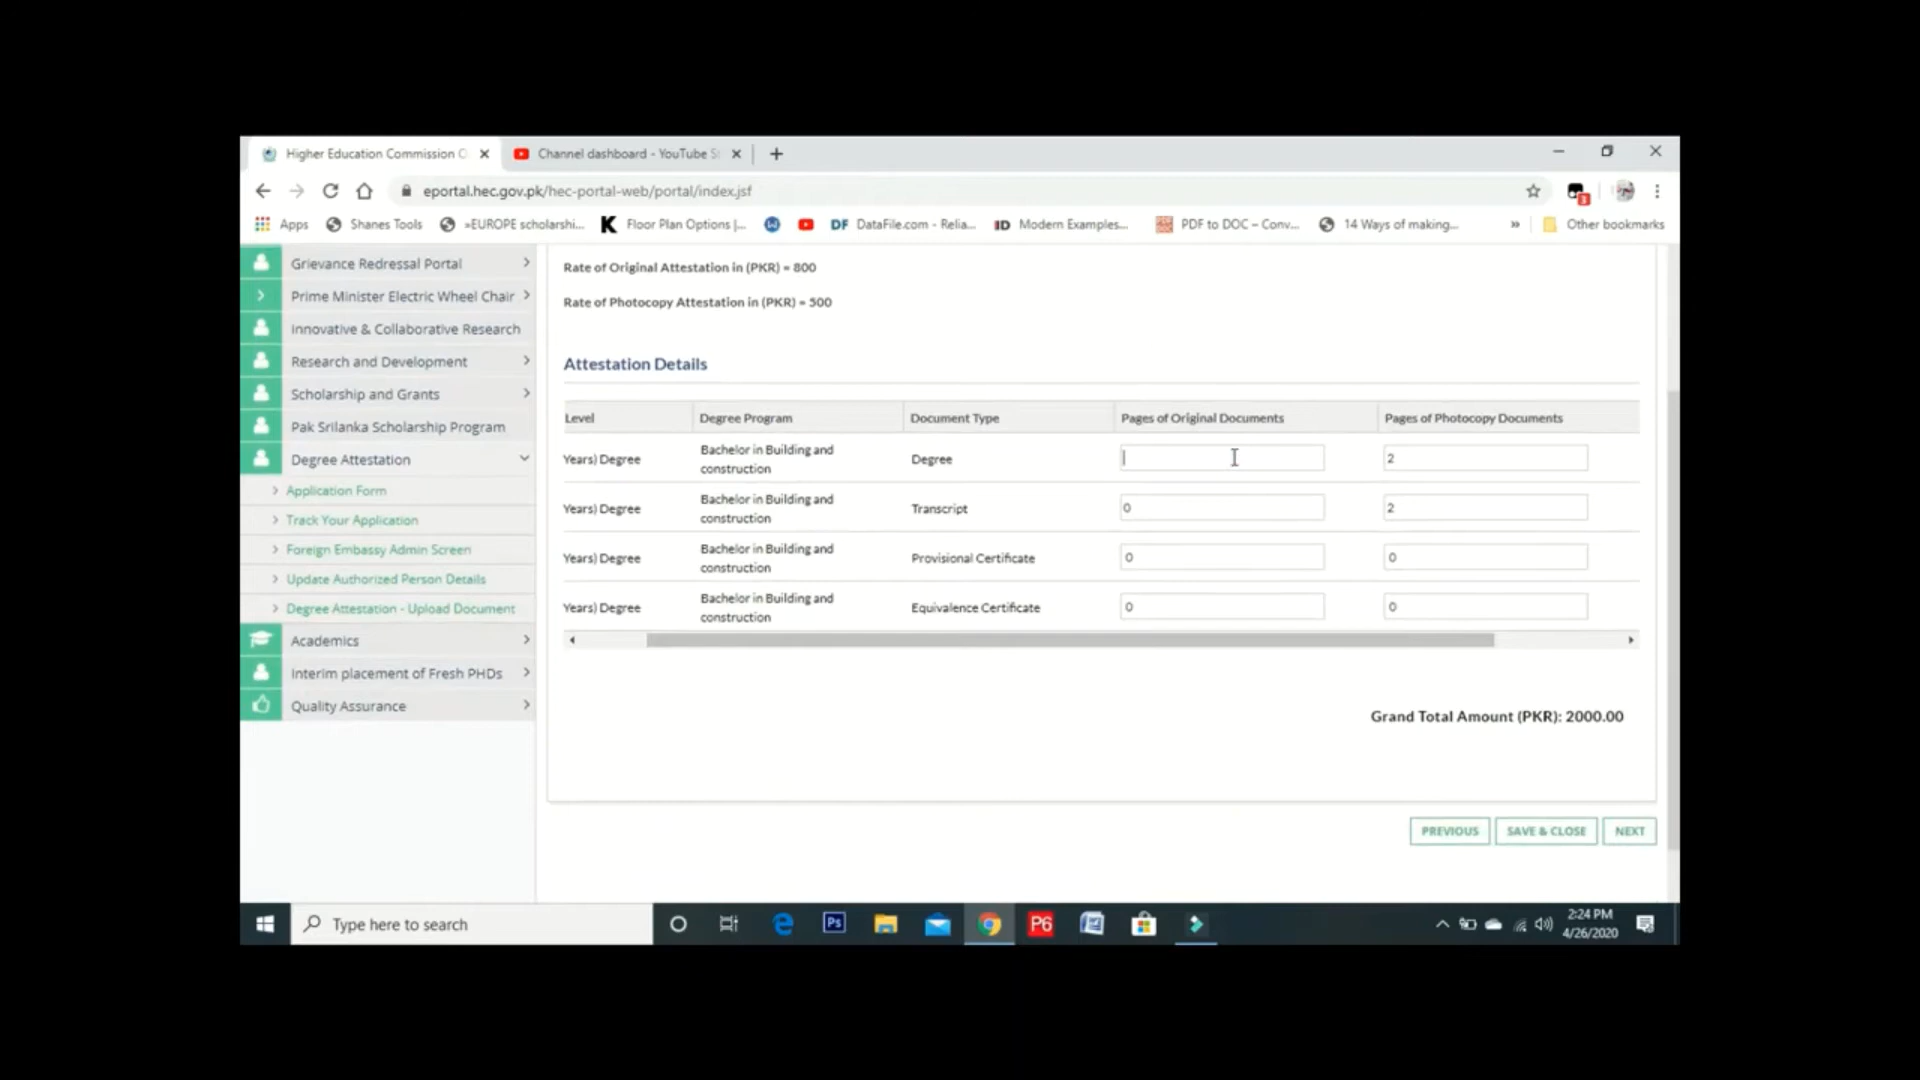 Higher Education Commission O
Channel dashboard - YouTube S
eportal.hec.gov.pk/hec-portal-web/portal/index.jsf
Apps
Shanes Tools
»EUROPE scholarshi...
Floor Plan Options |...
DF DataFile.com - Relia...
ID Modern Examples...
PDF to DOC – Conv...
14 Ways of making...
»
Other bookmarks
Grievance Redressal Portal
Prime Minister Electric Wheel Chair
Innovative & Collaborative Research
Research and Development
Scholarship and Grants
Pak Srilanka Scholarship Program
Degree Attestation
Application Form
Track Your Application
Foreign Embassy Admin Screen
Update Authorized Person Details
Degree Attestation - Upload Document
Academics
Interim placement of Fresh PHDs
Quality Assurance
Rate of Original Attestation in (PKR) = 800
Rate of Photocopy Attestation in (PKR) = 500
Attestation Details
Level Degree Program Document Type Pages of Original Documents Pages of Photocopy Documents
Years) Degree Bachelor in Building and construction Degree 2
Years) Degree Bachelor in Building and construction Transcript 0 2
Years) Degree Bachelor in Building and construction Provisional Certificate 0 0
Years) Degree Bachelor in Building and construction Equivalence Certificate 0 0
Grand Total Amount (PKR): 2000.00
PREVIOUS SAVE & CLOSE NEXT
Type here to search
Ps
P6
2:24 PM
4/26/2020